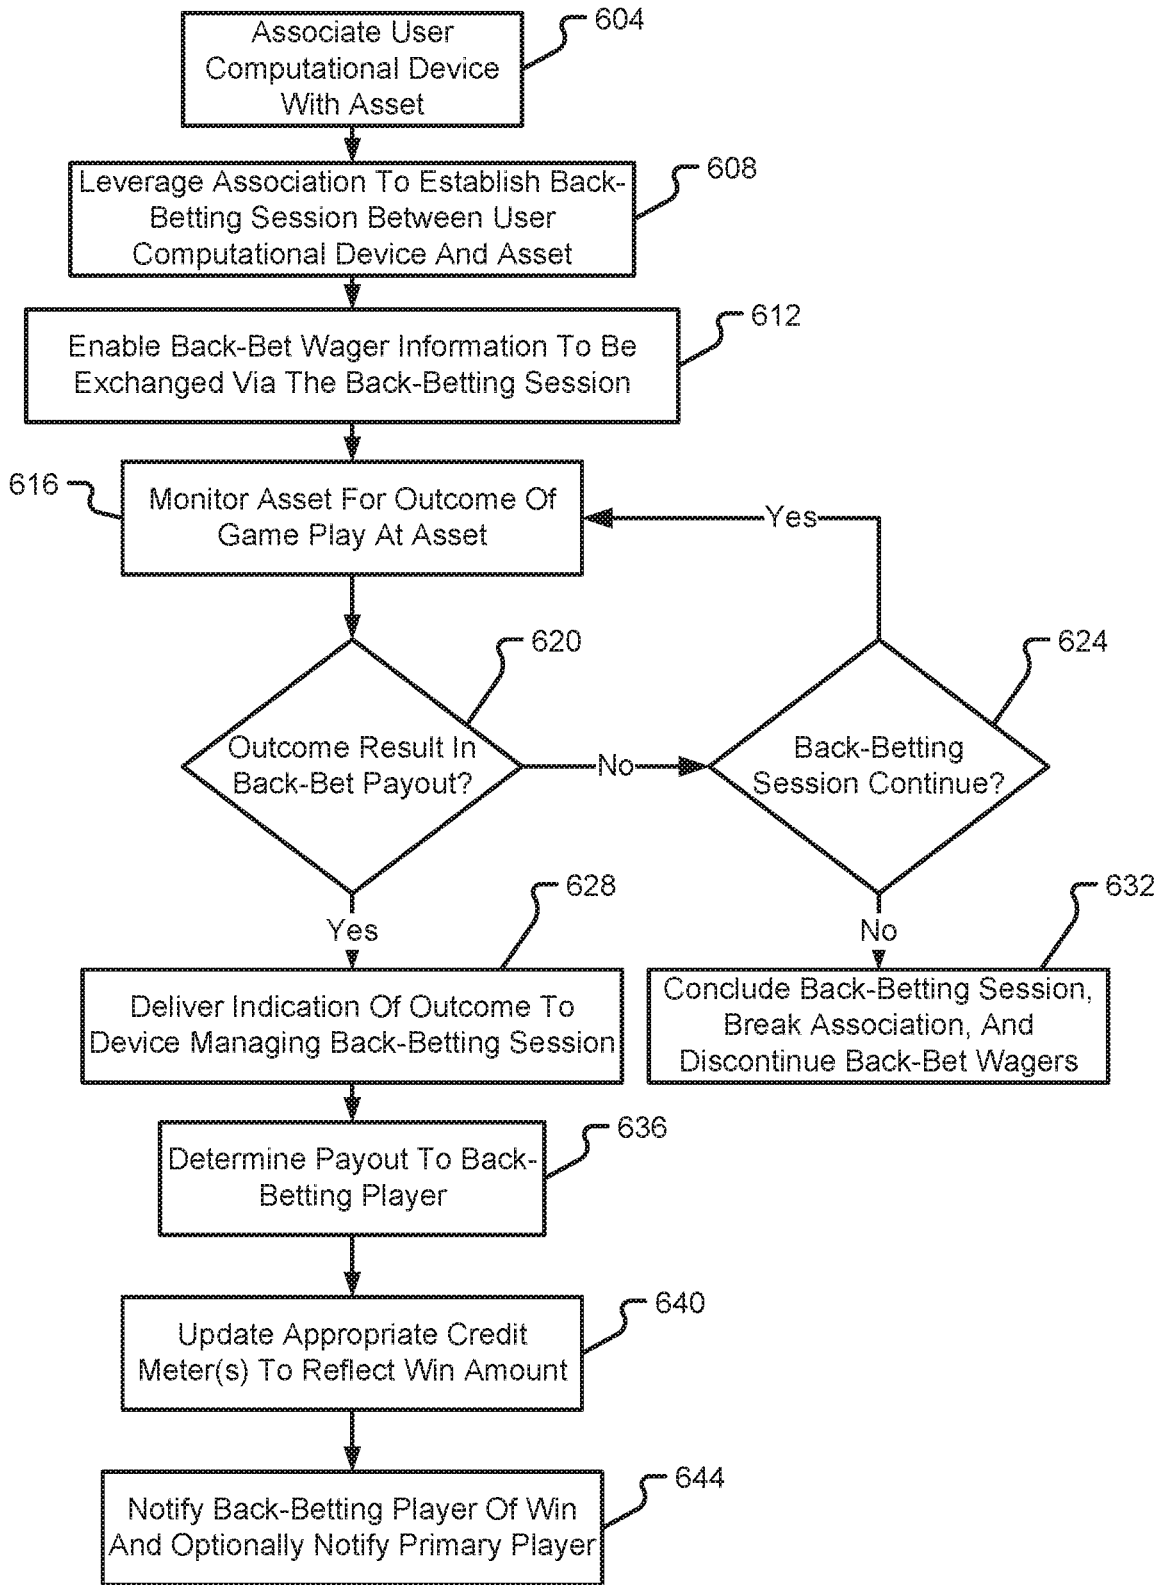 Associate User
Computational Device
With Asset
604
Leverage Association To Establish Back-
Betting Session Between User
Computational Device And Asset
608
Enable Back-Bet Wager Information To Be
Exchanged Via The Back-Betting Session
612
616
Monitor Asset For Outcome Of
Game Play At Asset
Yes
620
Outcome Result In
Back-Bet Payout?
No
624
Back-Betting
Session Continue?
Yes
628
No
632
Deliver Indication Of Outcome To
Device Managing Back-Betting Session
Conclude Back-Betting Session,
Break Association, And
Discontinue Back-Bet Wagers
636
Determine Payout To Back-
Betting Player
640
Update Appropriate Credit
Meter(s) To Reflect Win Amount
644
Notify Back-Betting Player Of Win
And Optionally Notify Primary Player